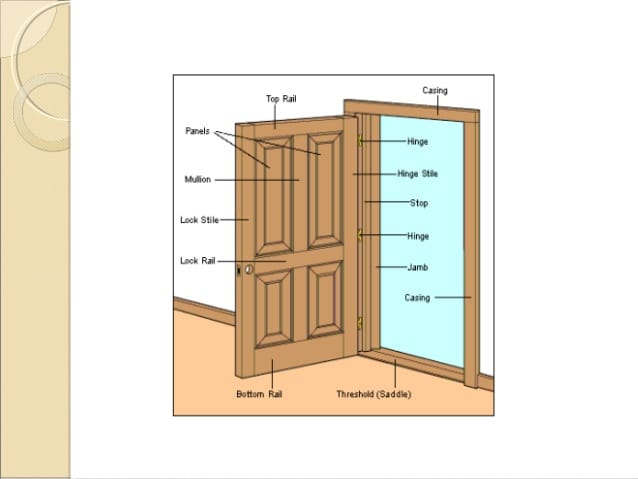 Casing
Top Rail
Panels
Hinge
Mullion
Hinge Stile
Stop
Lock Stile
Hinge
Lock Rail
Jamb
Casing
Bottom Rail
Threshold (Saddle)